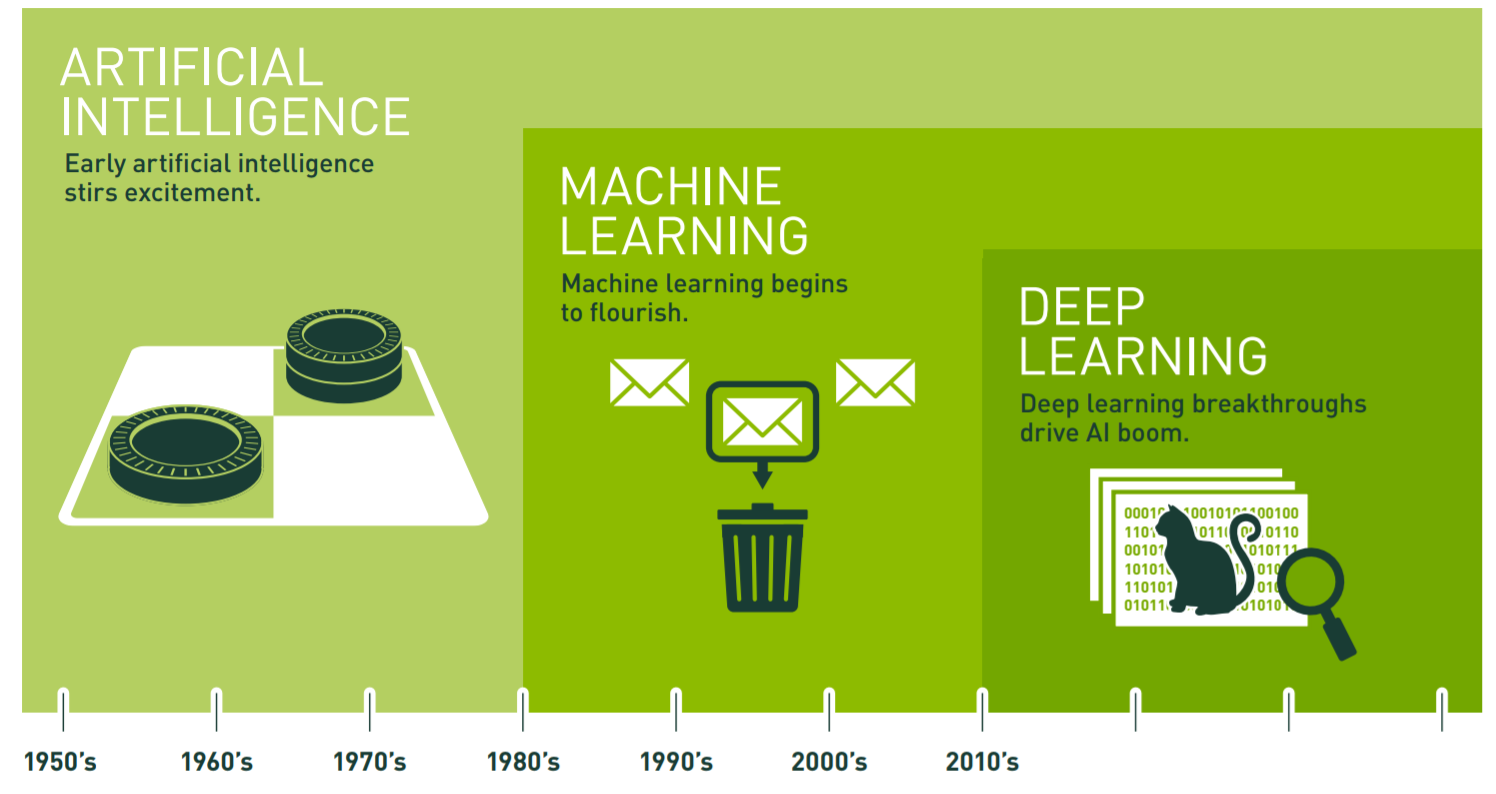 ARTIFICIAL
INTELLIGENCE
Early artificial intelligence
stirs excitement.
MACHINE
LEARNING
Machine learning begins
to flourish.
DEEP
LEARNING
Deep learning breakthroughs
drive AI boom.
1950's
1960's
1970's
1980's
1990's
2000's
2010's